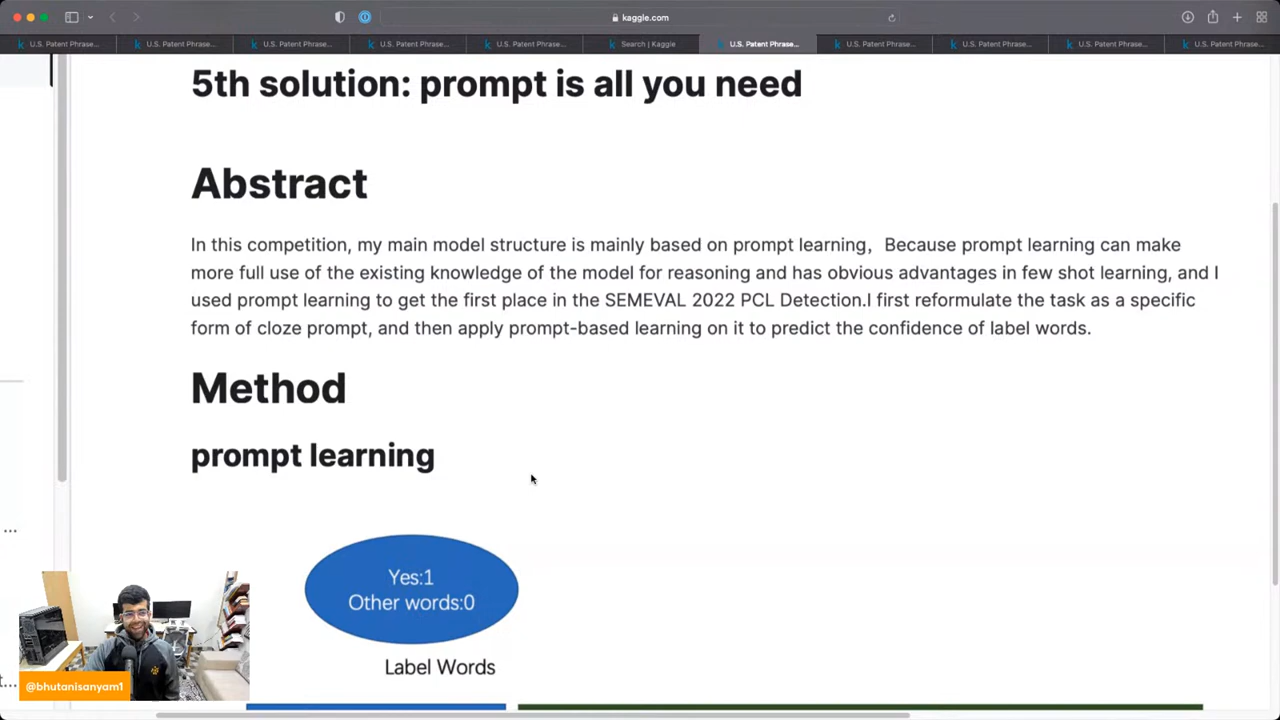 kaggle.com
U.S. Patent Phrase...
U.S. Patent Phrase...
U.S. Patent Phrase...
U.S. Patent Phrase...
U.S. Patent Phrase...
Search | Kaggle
U.S. Patent Phrase...
U.S. Patent Phrase...
U.S. Patent Phrase...
U.S. Patent Phrase...
U.S. Patent Phrase...
5th solution: prompt is all you need
Abstract
In this competition, my main model structure is mainly based on prompt learning，Because prompt learning can make
more full use of the existing knowledge of the model for reasoning and has obvious advantages in few shot learning, and I
used prompt learning to get the first place in the SEMEVAL 2022 PCL Detection.I first reformulate the task as a specific
form of cloze prompt, and then apply prompt-based learning on it to predict the confidence of label words.
Method
prompt learning
...
Yes:1
Other words:0
Label Words
t...
@bhutanisanyam1